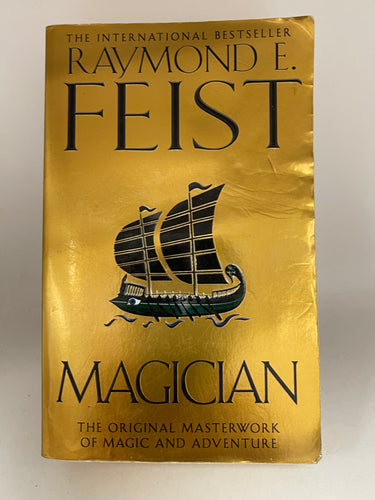 THE INTERNATIONAL BESTSELLER
RAYMOND E.
FEIST
MAGICIAN
THE ORIGINAL MASTERWORK
OF MAGIC AND ADVENTURE